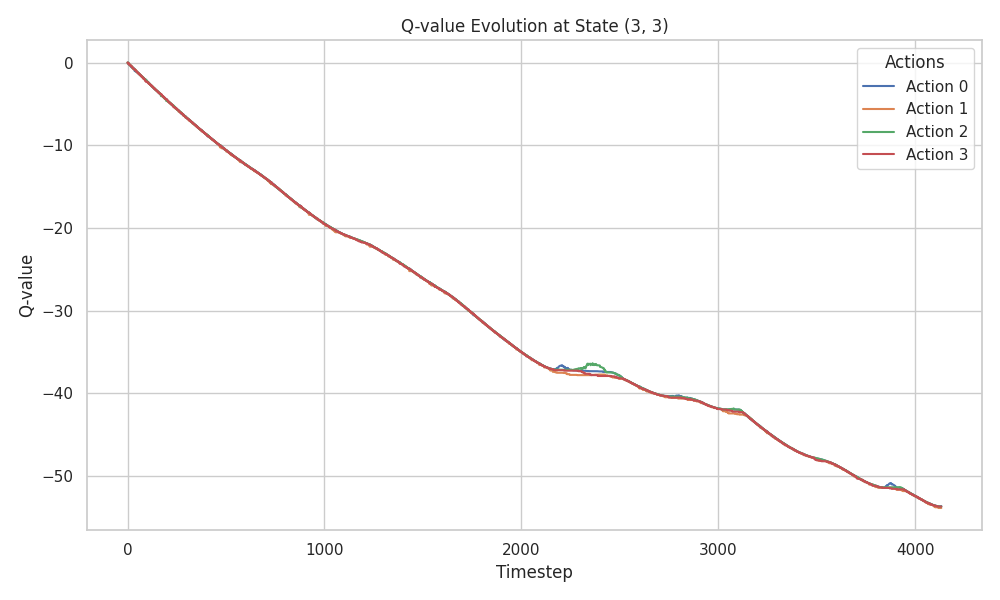 Q-value Evolution at State (3, 3)
Actions
Action 0
Action 1
Action 2
Action 3
Q-value
0
−10
−20
−30
−40
−50
0
1000
2000
3000
4000
Timestep